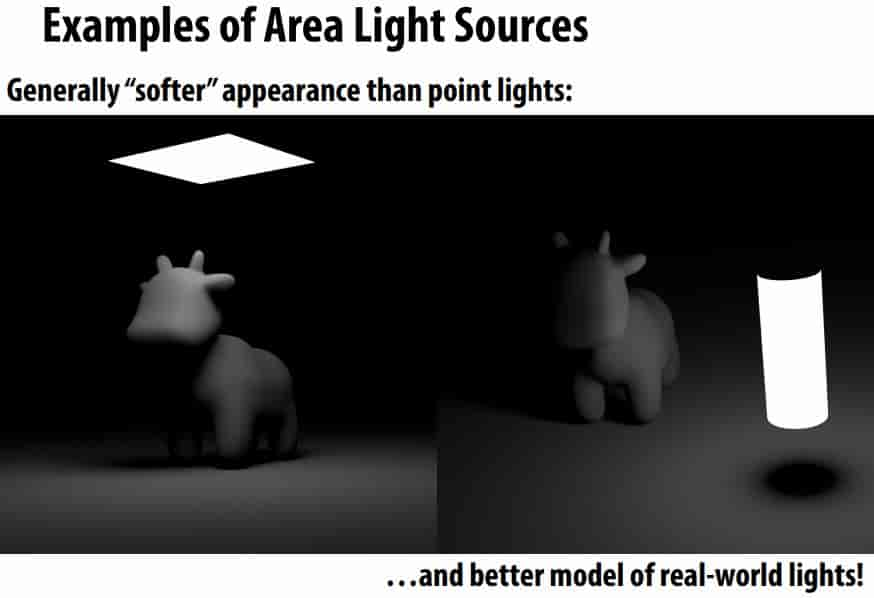 Examples of Area Light Sources
Generally “softer” appearance than point lights:
…and better model of real-world lights!